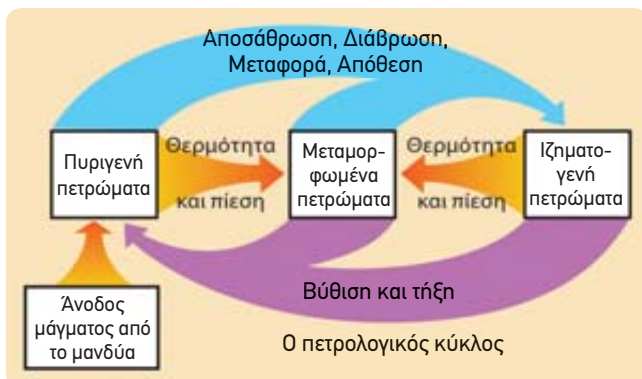 Αποσάθρωση, Διάβρωση,
Μεταφορά, Απόθεση
Πυριγενή
πετρώματα
Θερμότητα
και πίεση
Μεταμορ-
φωμένα
πετρώματα
Θερμότητα
και πίεση
Ιζηματο-
γενή
πετρώματα
Άνοδος
μάγματος από
το μανδύα
Βύθιση και τήξη
Ο πετρολογικός κύκλος